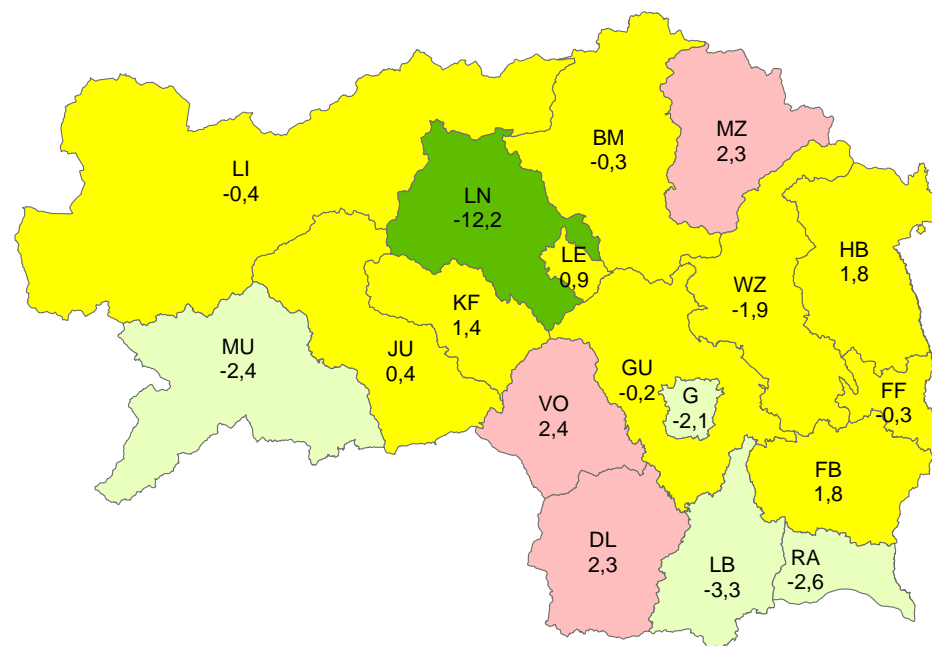 MZ
2,3
BM
-0,3
LI
-0,4
LN
-12,2
LE
0,9
HB
1,8
WZ
-1,9
KF
1,4
MU
-2,4
JU
0,4
GU
-0,2
G
-2,1
FF
-0,3
VO
2,4
FB
1,8
DL
2,3
LB
-3,3
RA
-2,6